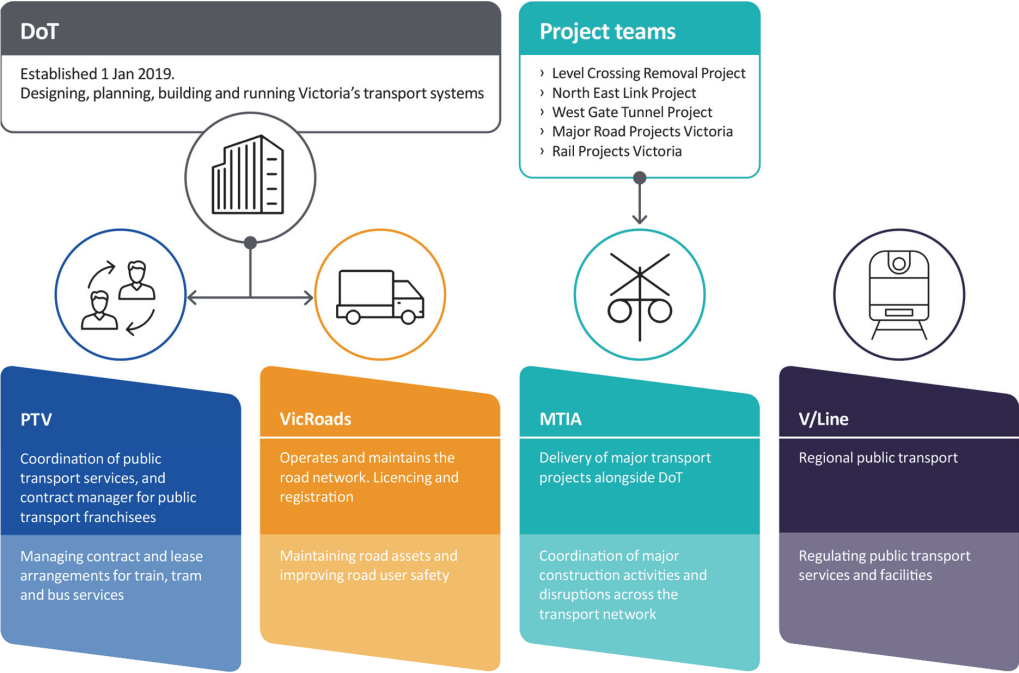 DoT
Established 1 Jan 2019.
Designing, planning, building and running Victoria’s transport systems
Project teams
› Level Crossing Removal Project
› North East Link Project
› West Gate Tunnel Project
› Major Road Projects Victoria
› Rail Projects Victoria
PTV
Coordination of public
transport services, and
contract manager for public
transport franchisees
Managing contract and lease
arrangements for train, tram
and bus services
VicRoads
Operates and maintains the
road network. Licencing and
registration
Maintaining road assets and
improving road user safety
MTIA
Delivery of major transport
projects alongside DoT
Coordination of major
construction activities and
disruptions across the
transport network
V/Line
Regional public transport
Regulating public transport
services and facilities